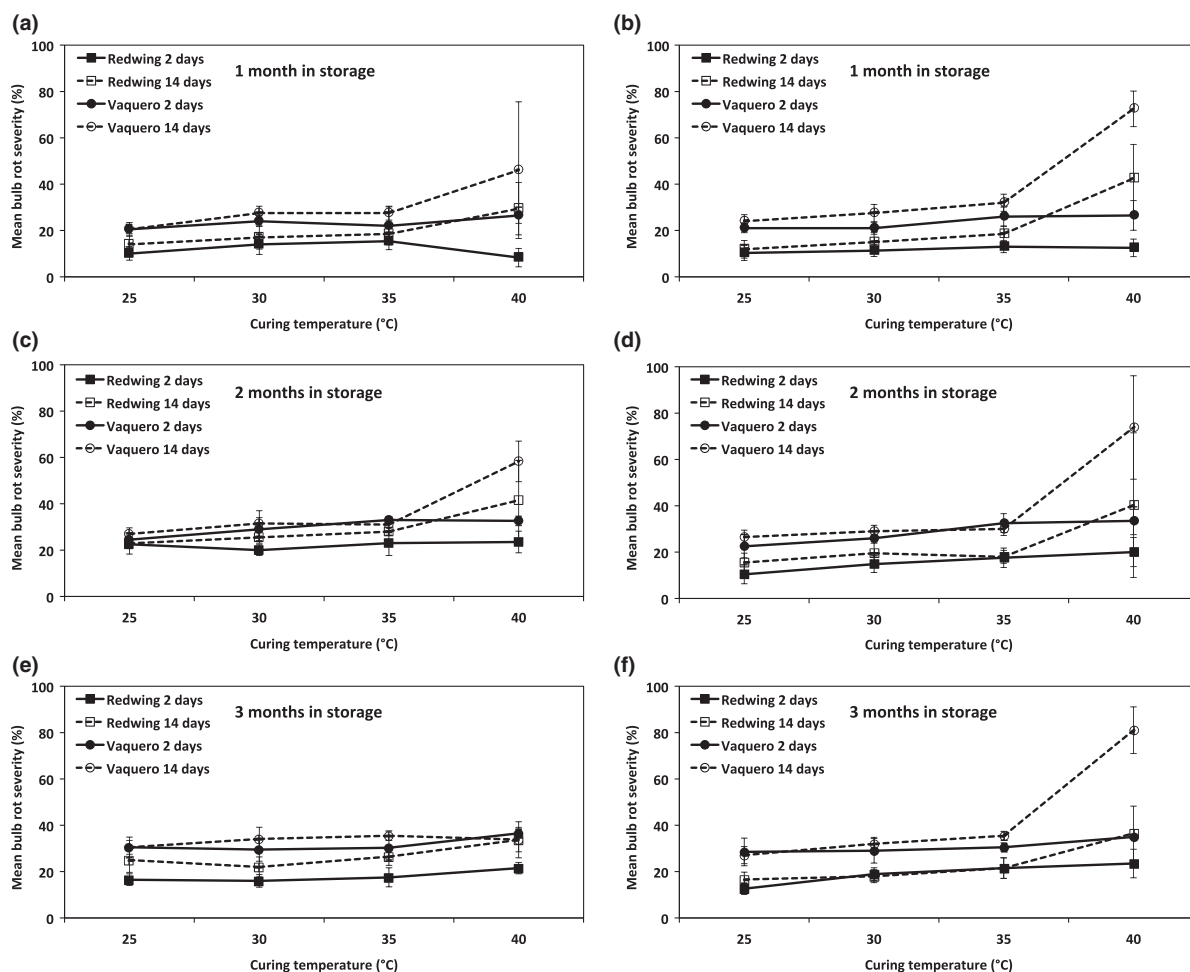 (a)
Mean bulb rot severity (%)
100
80
60
40
20
0
Redwing 2 days
Redwing 14 days
Vaquero 2 days
Vaquero 14 days
1 month in storage
25 30 35 40
Curing temperature (°C)
(b)
Mean bulb rot severity (%)
100
80
60
40
20
0
Redwing 2 days
Redwing 14 days
Vaquero 2 days
Vaquero 14 days
1 month in storage
25 30 35 40
Curing temperature (°C)
(c)
Mean bulb rot severity (%)
100
80
60
40
20
0
Redwing 2 days
Redwing 14 days
Vaquero 2 days
Vaquero 14 days
2 months in storage
25 30 35 40
Curing temperature (°C)
(d)
Mean bulb rot severity (%)
100
80
60
40
20
0
Redwing 2 days
Redwing 14 days
Vaquero 2 days
Vaquero 14 days
2 months in storage
25 30 35 40
Curing temperature (°C)
(e)
Mean bulb rot severity (%)
100
80
60
40
20
0
Redwing 2 days
Redwing 14 days
Vaquero 2 days
Vaquero 14 days
3 months in storage
25 30 35 40
Curing temperature (°C)
(f)
Mean bulb rot severity (%)
100
80
60
40
20
0
Redwing 2 days
Redwing 14 days
Vaquero 2 days
Vaquero 14 days
3 months in storage
25 30 35 40
Curing temperature (°C)